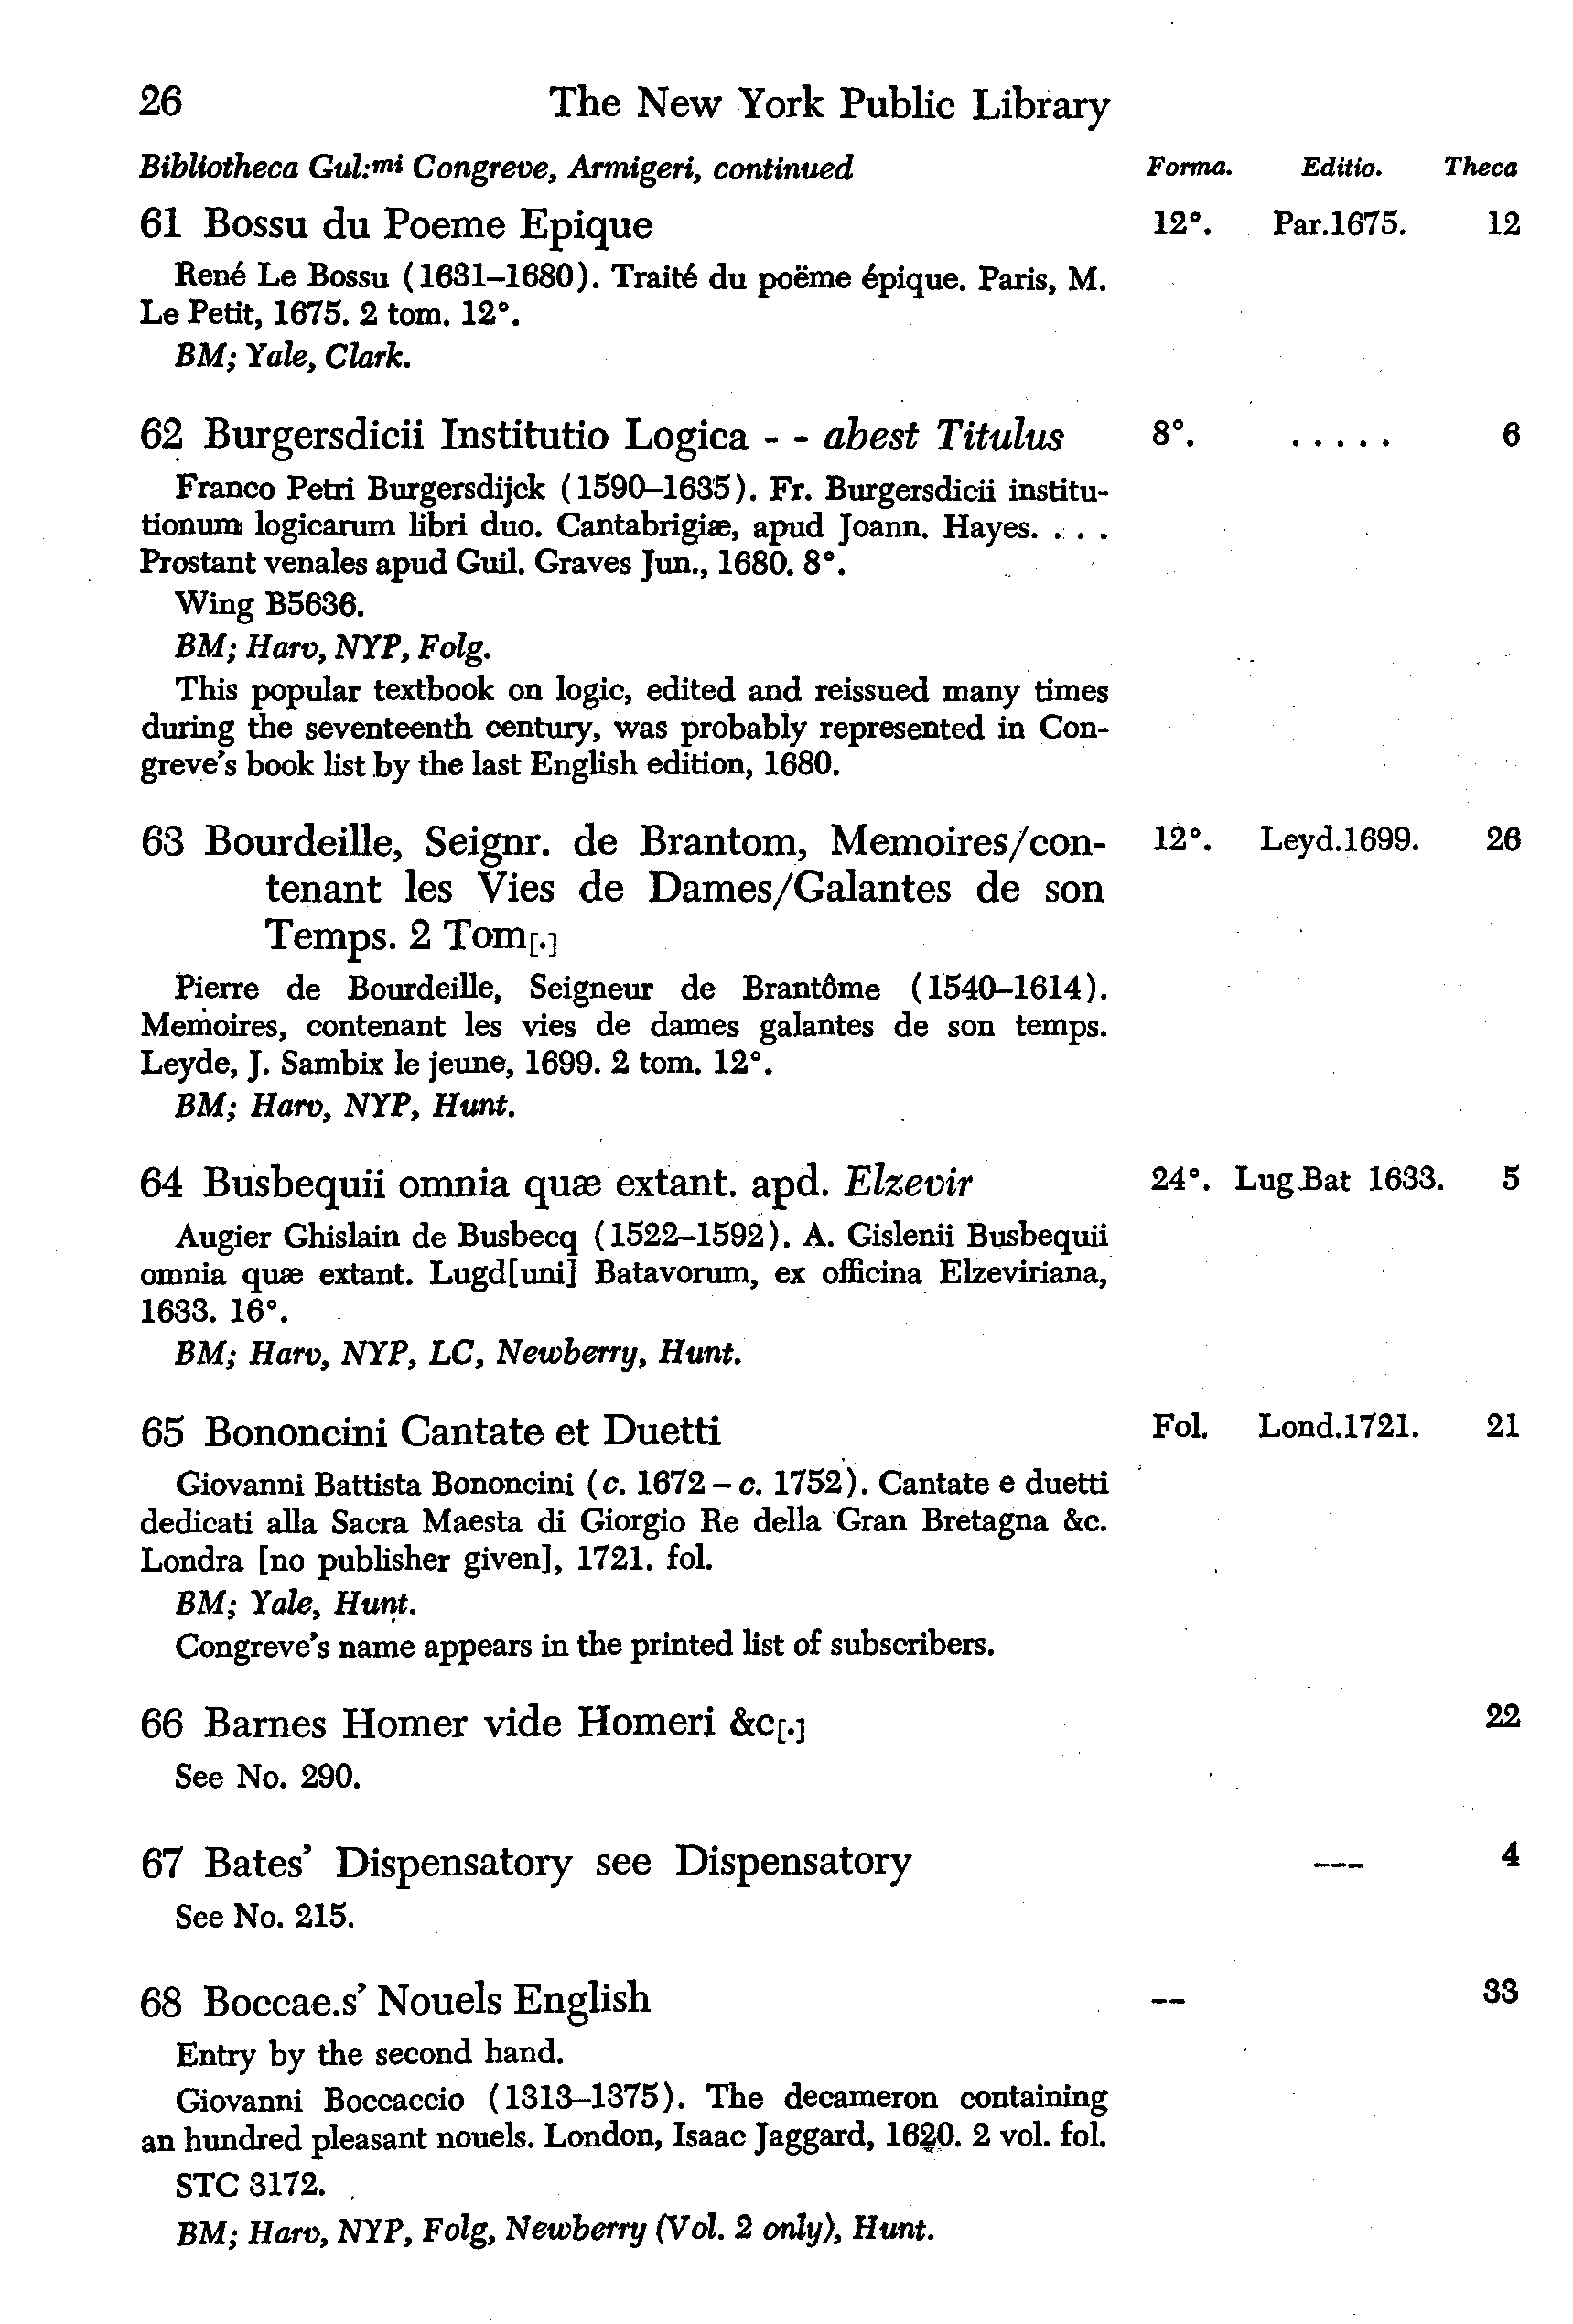 26 The New York Public Library
Bibliotheca Gul:mi Congreve, Armigeri, continued Forma. Editio. Theca
61 Bossu du Poeme Epique 12°. Par.1675. 12
René Le Bossu (1631–1680). Traité du poëme épique. Paris, M.
Le Petit, 1675. 2 tom. 12°.
BM; Yale, Clark.
62 Burgersdicii Institutio Logica - - abest Titulus 8°. ..... 6
Franco Petri Burgersdijck (1590–1635). Fr. Burgersdicii institu-
tionum logicarum libri duo. Cantabrigiæ, apud Joann. Hayes. . . .
Prostant venales apud Guil. Graves Jun., 1680. 8°.
Wing B5636.
BM; Harv, NYP, Folg.
This popular textbook on logic, edited and reissued many times
during the seventeenth century, was probably represented in Con-
greve's book list by the last English edition, 1680.
63 Bourdeille, Seignr. de Brantom, Memoires/con- 12°. Leyd.1699. 26
tenant les Vies de Dames/Galantes de son
Temps. 2 Tom[.]
Pierre de Bourdeille, Seigneur de Brantôme (1540–1614).
Memoires, contenant les vies de dames galantes de son temps.
Leyde, J. Sambix le jeune, 1699. 2 tom. 12°.
BM; Harv, NYP, Hunt.
64 Busbequii omnia quæ extant. apd. Elzevir 24°. Lug.Bat 1633. 5
Augier Ghislain de Busbecq (1522–1592). A. Gislenii Busbequii
omnia quæ extant. Lugd[uni] Batavorum, ex officina Elzeviriana,
1633. 16°.
BM; Harv, NYP, LC, Newberry, Hunt.
65 Bononcini Cantate et Duetti Fol. Lond.1721. 21
Giovanni Battista Bononcini (c. 1672 – c. 1752). Cantate e duetti
dedicati alla Sacra Maesta di Giorgio Re della Gran Bretagna &c.
Londra [no publisher given], 1721. fol.
BM; Yale, Hunt.
Congreve's name appears in the printed list of subscribers.
66 Barnes Homer vide Homeri &c[.] 22
See No. 290.
67 Bates' Dispensatory see Dispensatory --- 4
See No. 215.
68 Boccae.s' Nouels English -- 33
Entry by the second hand.
Giovanni Boccaccio (1313–1375). The decameron containing
an hundred pleasant nouels. London, Isaac Jaggard, 1620. 2 vol. fol.
STC 3172.
BM; Harv, NYP, Folg, Newberry (Vol. 2 only), Hunt.